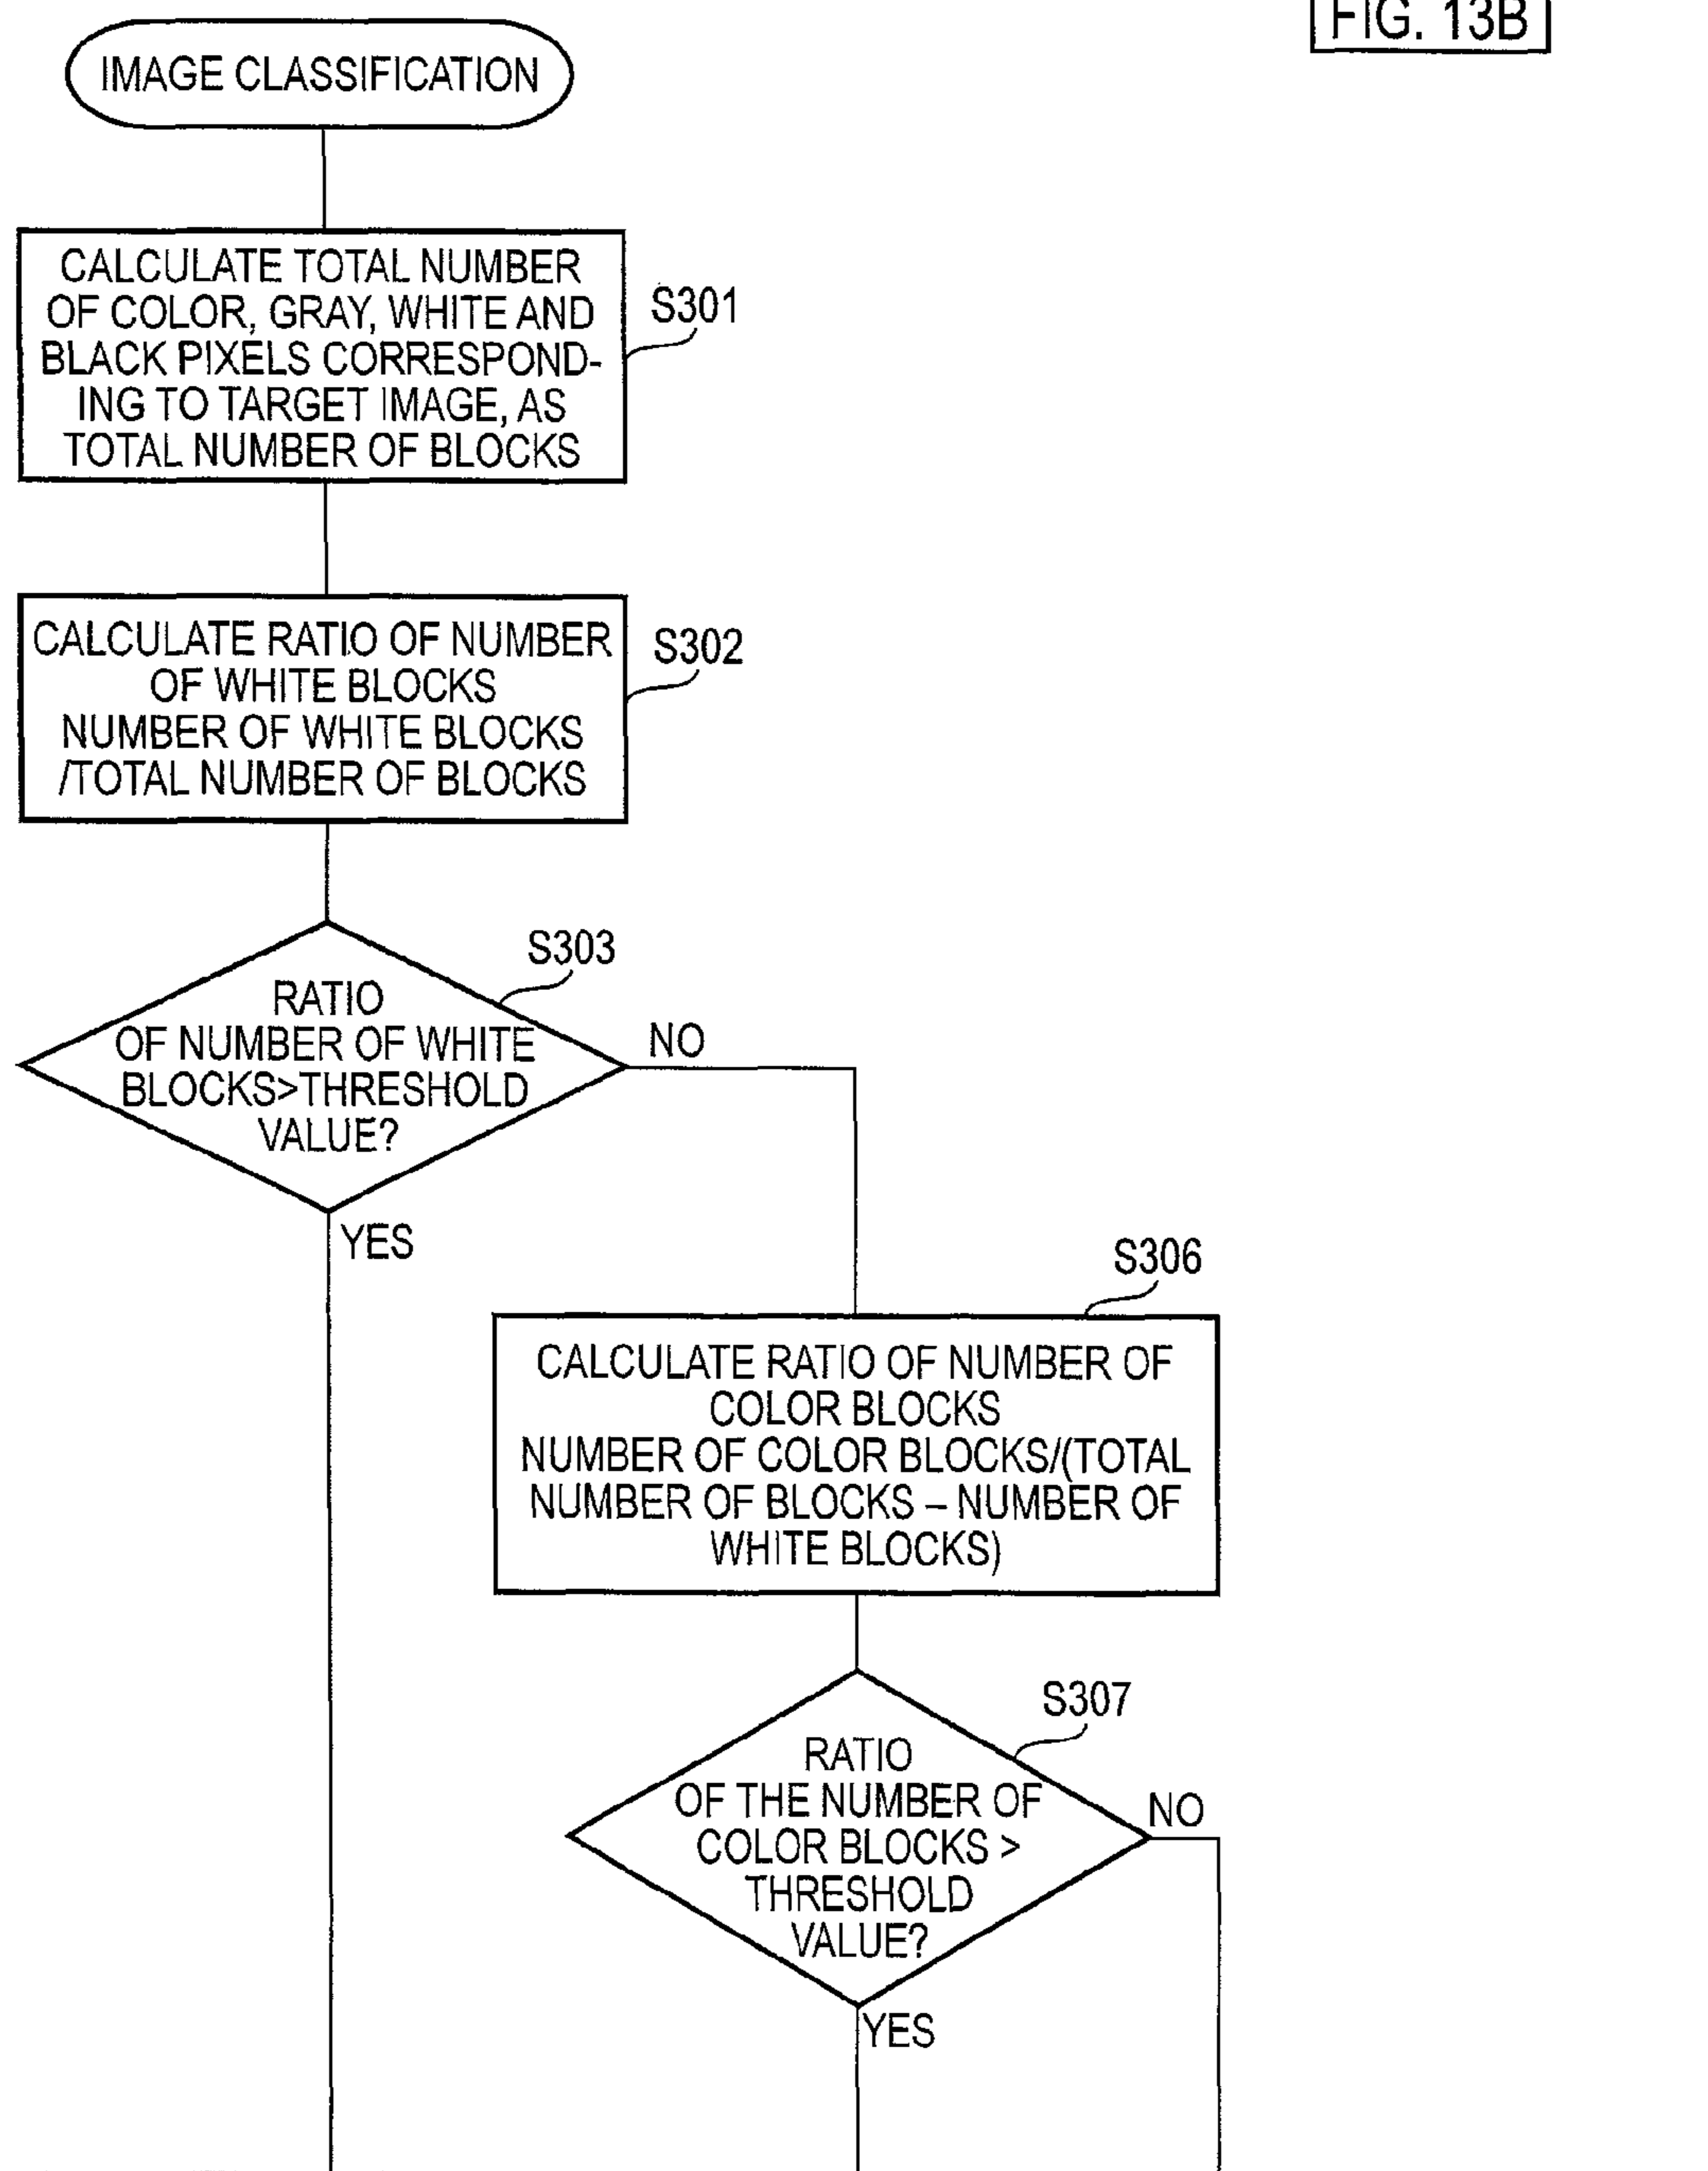 FIG. 13B
IMAGE CLASSIFICATION
CALCULATE TOTAL NUMBER
OF COLOR, GRAY, WHITE AND
BLACK PIXELS CORRESPOND-
ING TO TARGET IMAGE, AS
TOTAL NUMBER OF BLOCKS
S301
CALCULATE RATIO OF NUMBER
OF WHITE BLOCKS
NUMBER OF WHITE BLOCKS
/TOTAL NUMBER OF BLOCKS
S302
S303
RATIO
OF NUMBER OF WHITE
BLOCKS>THRESHOLD
VALUE?
NO
YES
S306
CALCULATE RATIO OF NUMBER OF
COLOR BLOCKS
NUMBER OF COLOR BLOCKS/(TOTAL
NUMBER OF BLOCKS – NUMBER OF
WHITE BLOCKS)
S307
RATIO
OF THE NUMBER OF
COLOR BLOCKS >
THRESHOLD
VALUE?
NO
YES